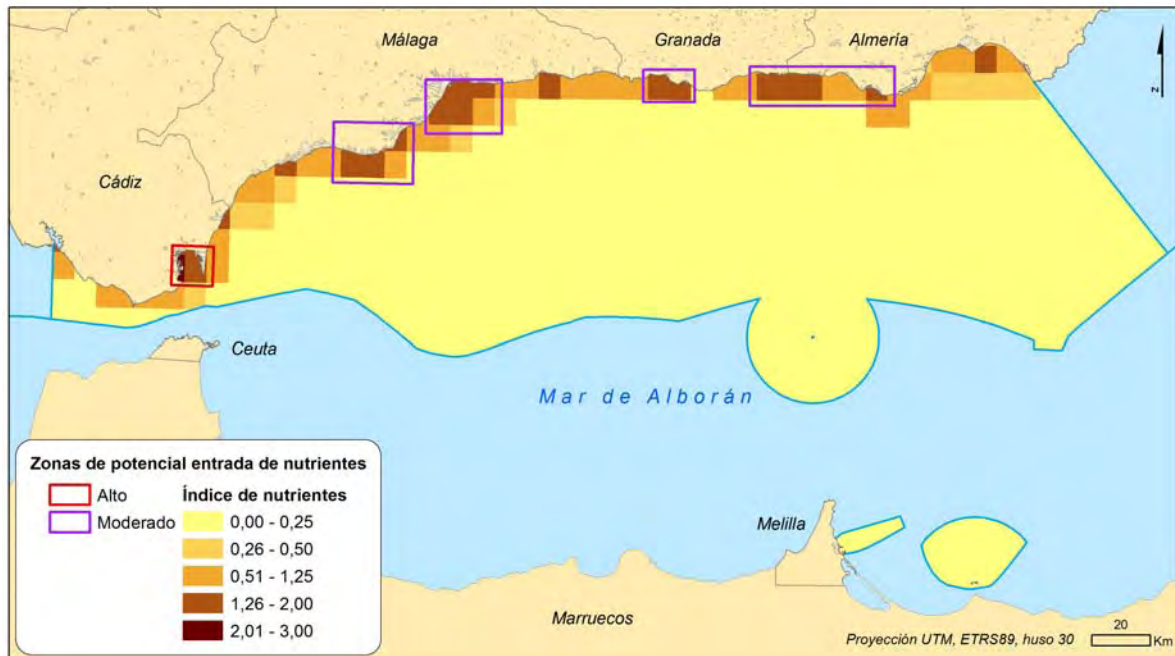 Málaga
Granada
Almería
N
Cádiz
Ceuta
Mar de Alborán
Zonas de potencial entrada de nutrientes
Alto
Moderado
Índice de nutrientes
0,00 - 0,25
0,26 - 0,50
0,51 - 1,25
1,26 - 2,00
2,01 - 3,00
Melilla
Marruecos
Proyección UTM, ETRS89, huso 30
20
Km